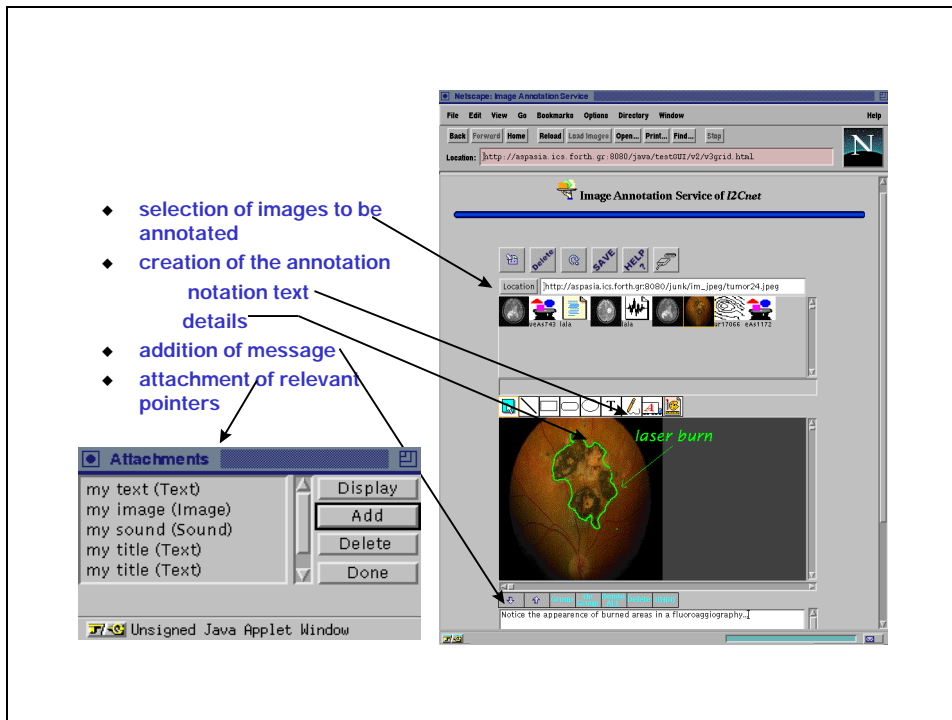 selection of images to be
annotated
creation of the annotation
notation text
details
addition of message
attachment of relevant
pointers
Attachments
my text (Text)
my image (Image)
my sound (Sound)
my title (Text)
my title (Text)
Display
Add
Delete
Done
Unsigned Java Applet Window
Netscape: Image Annotation Service
File Edit View Go Bookmarks Options Directory Window Help
Back Forward Home Reload Load Images Open... Print... Find... Stop
N
Location: http://aspasia.ics.forth.gr:8080/java/testGUI/v2/v3grid.html
Image Annotation Service of I2Cnet
Delete SAVE HELP ?
Location http://aspasia.ics.forth.gr:8080/junk/im_jpeg/tumor24.jpeg
veAs743 lala lala ur17066 eAs1172
T A
laser burn
Notice the appearence of burned areas in a fluoroaggiography..